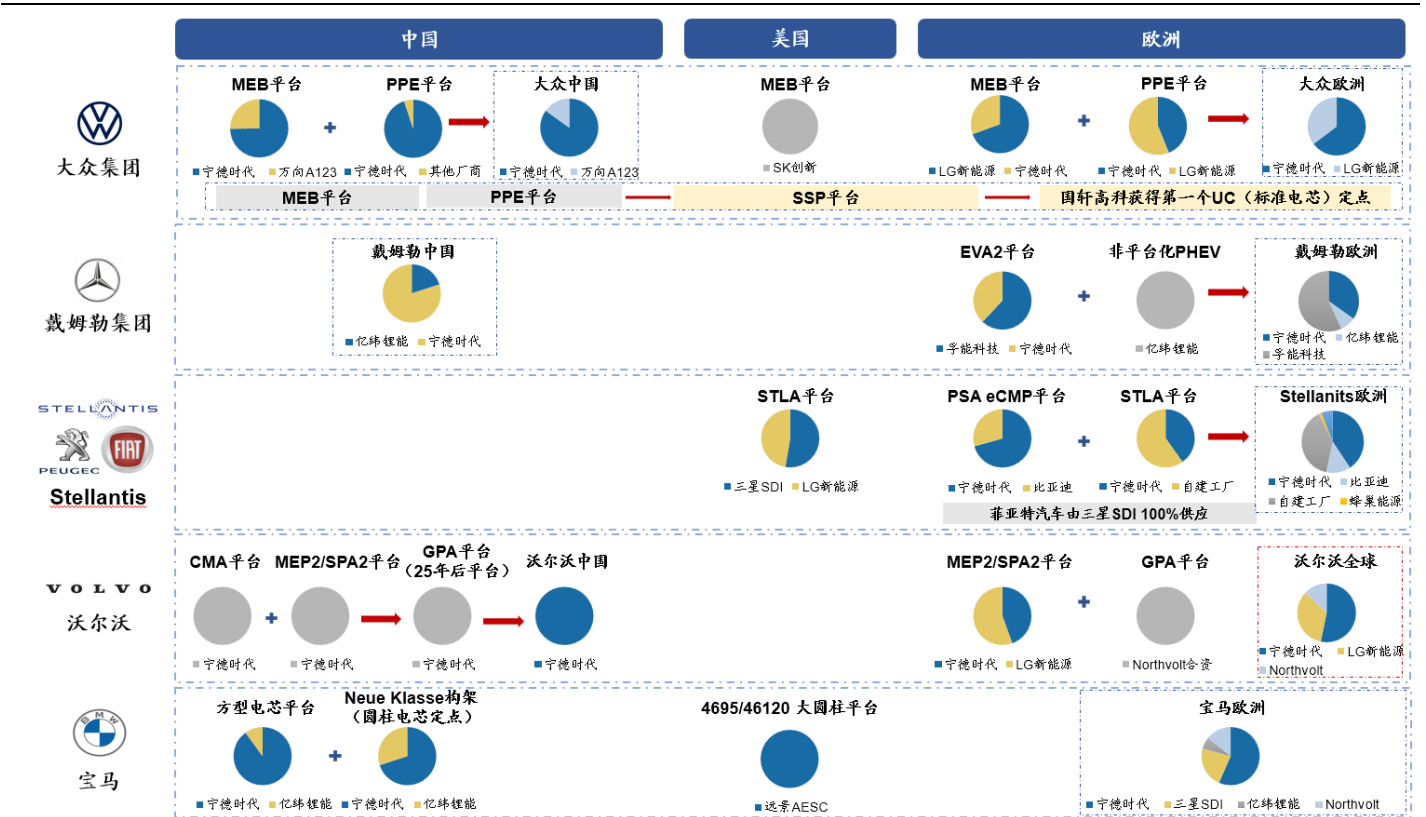 中国
美国
欧洲
大众集团
MEB平台
PPE平台
大众中国
MEB平台
MEB平台
PPE平台
大众欧洲
宁德时代 万向A123
宁德时代 其他厂商
宁德时代 万向A123
SK创新
LG新能源 宁德时代
宁德时代 LG新能源
宁德时代 LG新能源
MEB平台
PPE平台
SSP平台
国轩高科获得第一个UC（标准电芯）定点
戴姆勒集团
戴姆勒中国
EVA2平台
非平台化PHEV
戴姆勒欧洲
亿纬锂能 宁德时代
孚能科技 宁德时代
亿纬锂能
宁德时代 亿纬锂能
孚能科技
STELLANTIS
FIAT
PEUGEC
Stellantis
STLA平台
PSA eCMP平台
STLA平台
Stellanits欧洲
三星SDI LG新能源
宁德时代 比亚迪
宁德时代 自建工厂
宁德时代 比亚迪
自建工厂 蜂巢能源
菲亚特汽车由三星SDI 100%供应
VOLVO
沃尔沃
CMA平台
MEP2/SPA2平台
GPA平台
（25年后平台）
沃尔沃中国
MEP2/SPA2平台
GPA平台
沃尔沃全球
宁德时代
宁德时代
宁德时代
宁德时代
宁德时代 LG新能源
Northvolt合资
宁德时代 LG新能源
Northvolt
BMW
宝马
方型电芯平台
Neue Klasse构架
（圆柱电芯定点）
4695/46120 大圆柱平台
宝马欧洲
宁德时代 亿纬锂能
宁德时代 亿纬锂能
远景AESC
宁德时代 三星SDI 亿纬锂能 Northvolt